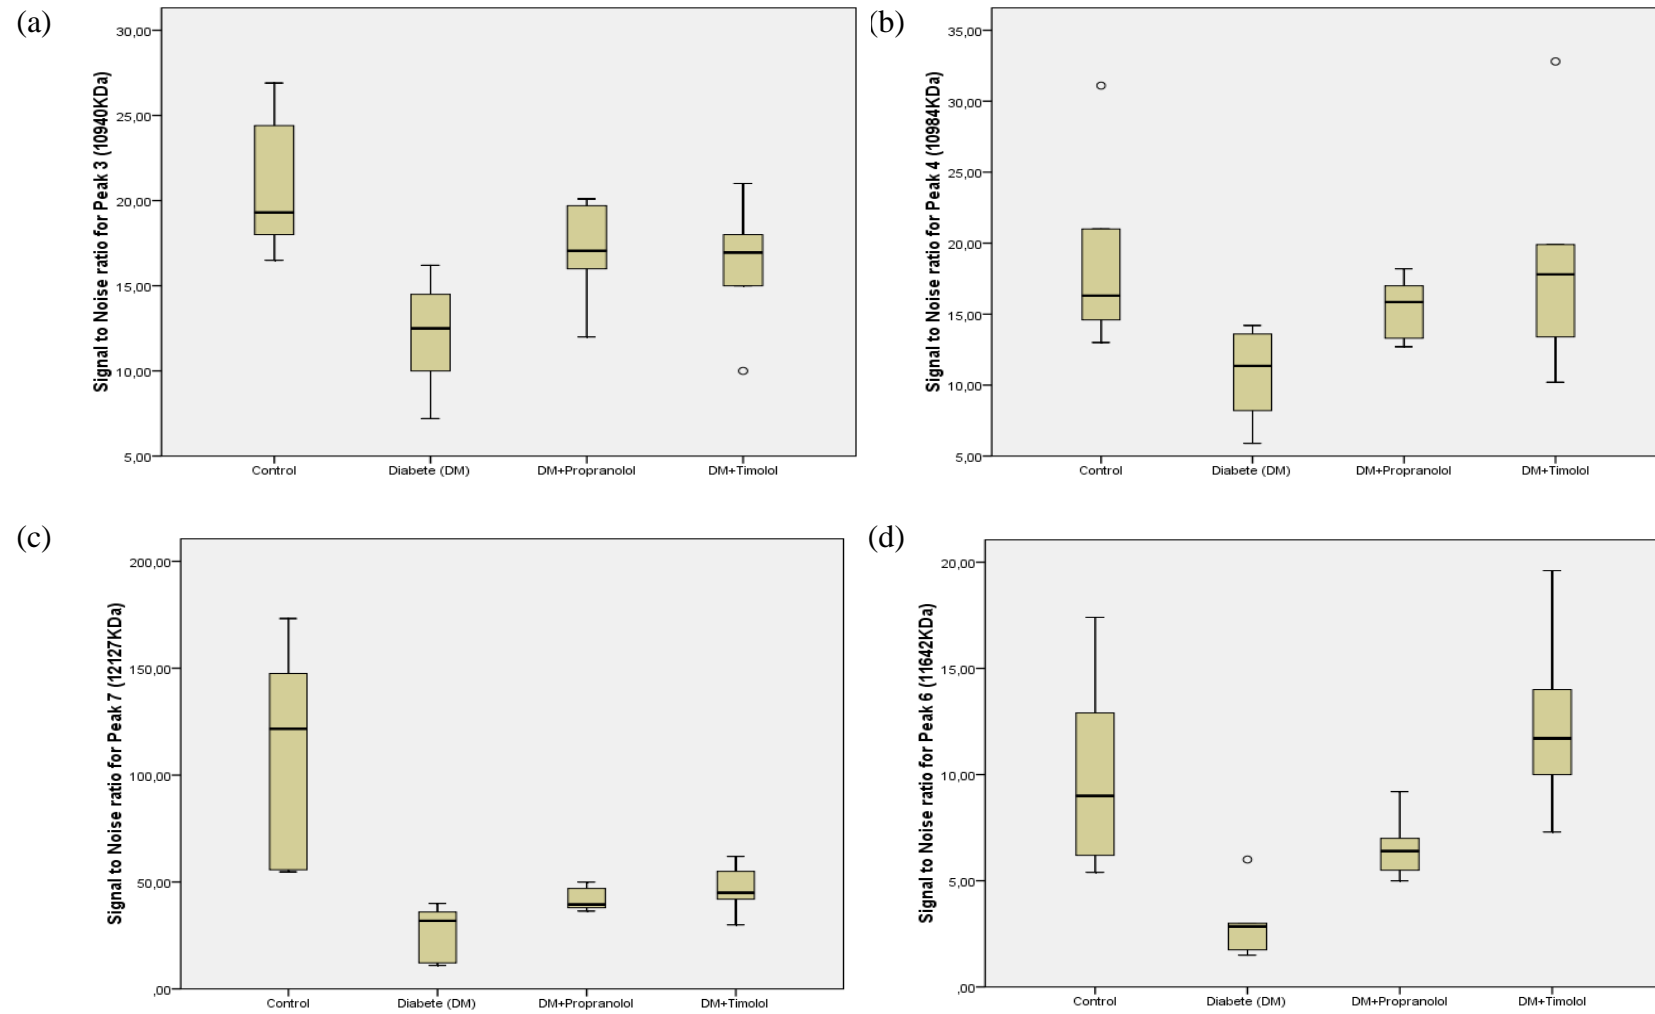 (a)
Signal to Noise ratio for Peak 3 (10940KDa)
30,00
25,00
20,00
15,00
10,00
5,00
Control
Diabete (DM)
DM+Propranolol
DM+Timolol
(b)
Signal to Noise ratio for Peak 4 (10984KDa)
35,00
30,00
25,00
20,00
15,00
10,00
5,00
Control
Diabete (DM)
DM+Propranolol
DM+Timolol
(c)
Signal to Noise ratio for Peak 7 (12127KDa)
200,00
150,00
100,00
50,00
,00
Control
Diabete (DM)
DM+Propranolol
DM+Timolol
(d)
Signal to Noise ratio for Peak 6 (11642KDa)
20,00
15,00
10,00
5,00
,00
Control
Diabete (DM)
DM+Propranolol
DM+Timolol